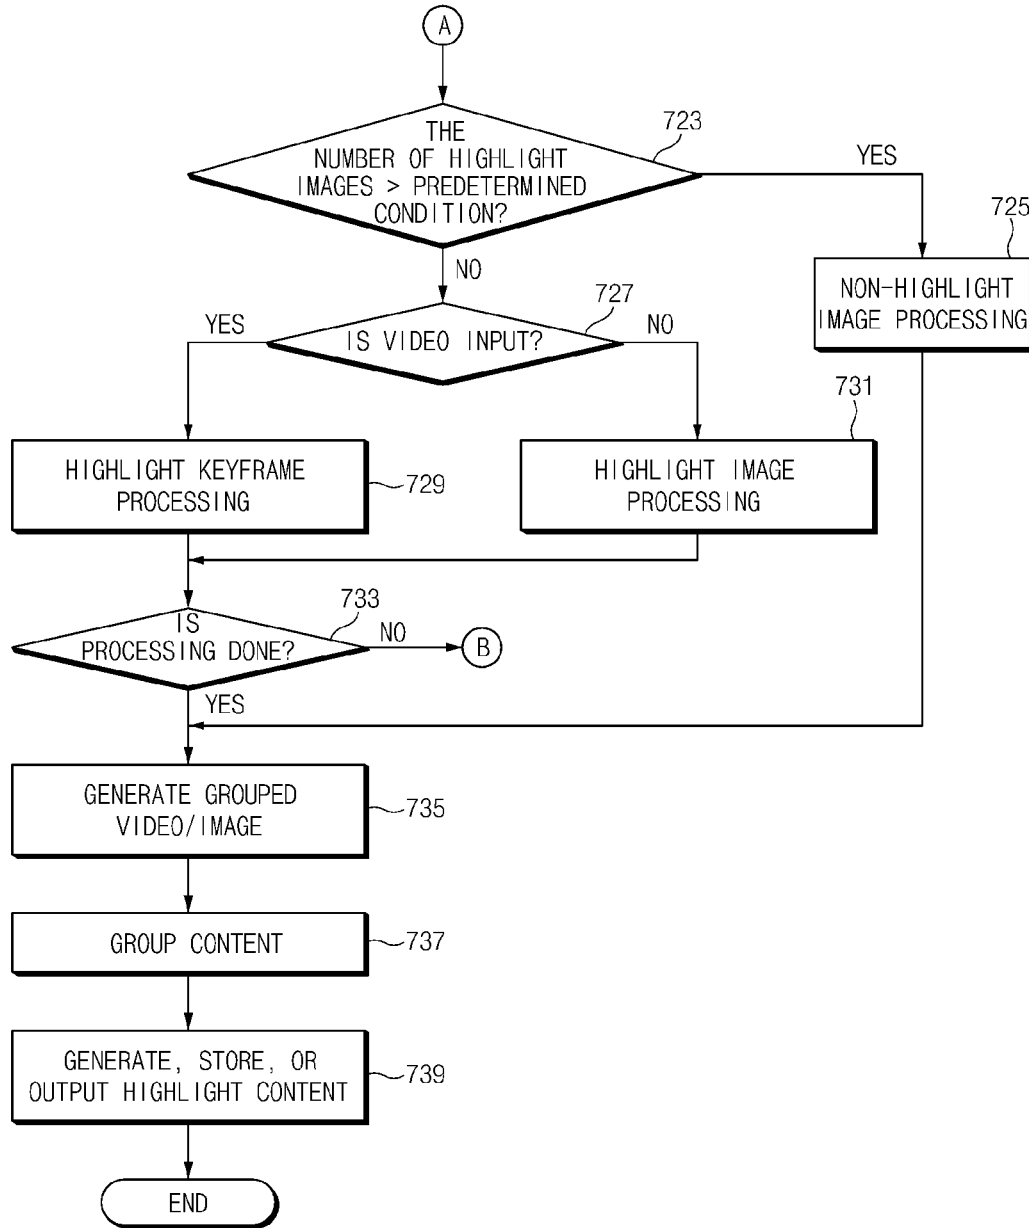 A
THE
NUMBER OF HIGHLIGHT
IMAGES > PREDETERMINED
CONDITION?
723
YES
NO
725
NON-HIGHLIGHT
IMAGE PROCESSING
IS VIDEO INPUT?
727
YES
NO
HIGHLIGHT KEYFRAME
PROCESSING
729
731
HIGHLIGHT IMAGE
PROCESSING
IS
PROCESSING DONE?
733
NO
B
YES
GENERATE GROUPED
VIDEO/IMAGE
735
GROUP CONTENT
737
GENERATE, STORE, OR
OUTPUT HIGHLIGHT CONTENT
739
END